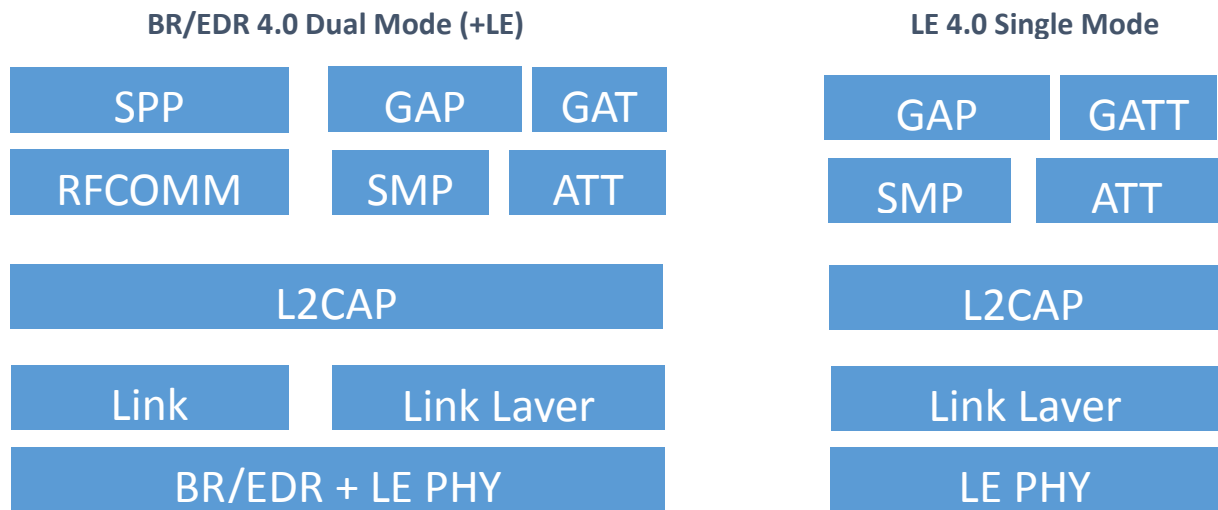 BR/EDR 4.0 Dual Mode (+LE)
SPP
GAP
GAT
RFCOMM
SMP
ATT
L2CAP
Link
Link Laver
BR/EDR + LE PHY
LE 4.0 Single Mode
GAP
GATT
SMP
ATT
L2CAP
Link Laver
LE PHY